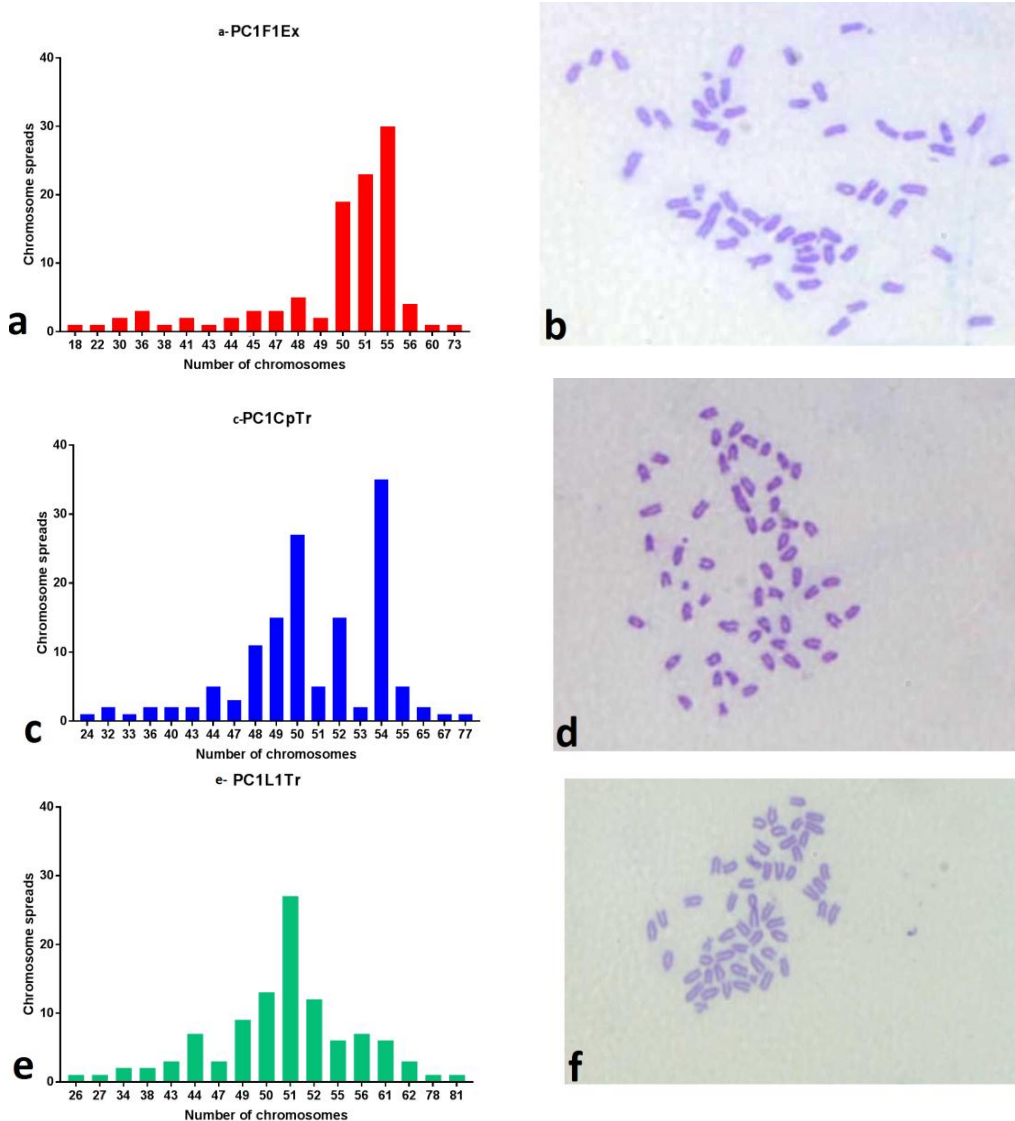 a-PC1F1Ex
40
30
20
10
0
Chromosome spreads
18 22 30 36 38 41 43 44 45 47 48 49 50 51 55 56 60 73
Number of chromosomes
a
b
c-PC1CpTr
40
30
20
10
0
Chromosome spreads
24 32 33 36 40 43 44 47 48 49 50 51 52 53 54 55 65 67 77
Number of chromosomes
c
d
e- PC1L1Tr
40
30
20
10
0
Chromosome spreads
26 27 34 38 43 44 47 49 50 51 52 55 56 61 62 78 81
Number of chromosomes
e
f